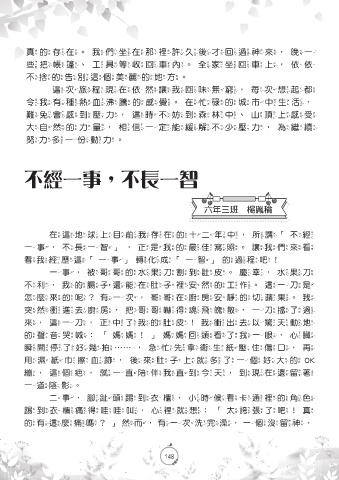 真的存在。我們坐在那裡許久後才回過神來，晚一
些把帳篷、工具等收回車內。全家坐回車上，依依
不捨的告別這個美麗的地方。
這次旅程現在依然讓我回味無窮，每次想起都
令我有種熱血沸騰的感覺。在忙碌的城市中生活，
難免會感到壓力，這時不妨到森林中、山頂上感受
大自然的力量，相信一定能緩解不少壓力，為繼續
努力多一份動力。
不經一事，不長一智
六年三班 楊珮稀
在這地球上目前我存在的十二年中，所謂「不經
一事，不長一智」，正是我的最佳寫照。讓我們來看
看我經歷這「一事」轉化成「一智」的過程吧！
一事，被哥哥的水果刀割到肚皮。慶幸，水果刀
不利，我的腸子還能在肚子裡安然的工作。這一刀是
怎麼來的呢？有一次，哥哥在廚房安靜的切蘋果。我
突然衝進去廚房，把哥哥嚇得魂飛魄散，一刀揮了過
來，這一刀，正中了我的肚皮！我衝出去以驚天動地
的聲音哭喊：「媽媽！」媽媽回頭看了我一眼，心臟
瞬間停了好幾拍……，急忙先拿衛生紙壓住傷口，再
用濕紙巾擦血跡，後來肚子上就多了一個好大的OK
繃，這個疤，就一直陪伴我直到今天，到現在還留著
一道陰影。
二事，腳趾頭踢到衣櫃，小時候看卡通裡的角色
踢到衣櫃痛得哇哇叫，心裡就想：「太誇張了吧！真
的有這麼痛嗎？」然而，有一次洗完澡，一個沒留神，
148